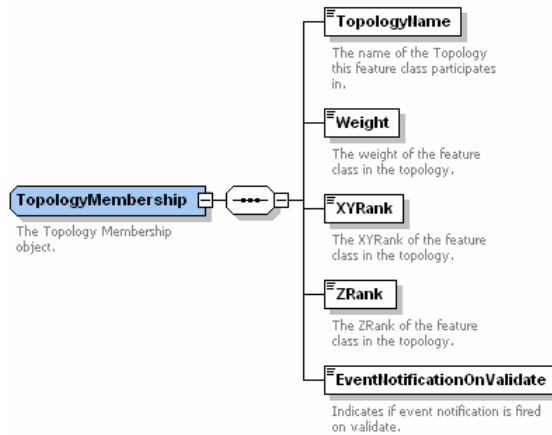 TopologyName
The name of the Topology
this feature class participates
in.
Weight
The weight of the feature
class in the topology.
TopologyMembership
The Topology Membership
object.
XYRank
The XYRank of the feature
class in the topology.
ZRank
The ZRank of the feature
class in the topology.
EventNotificationOnValidate
Indicates if event notification is fired
on validate.